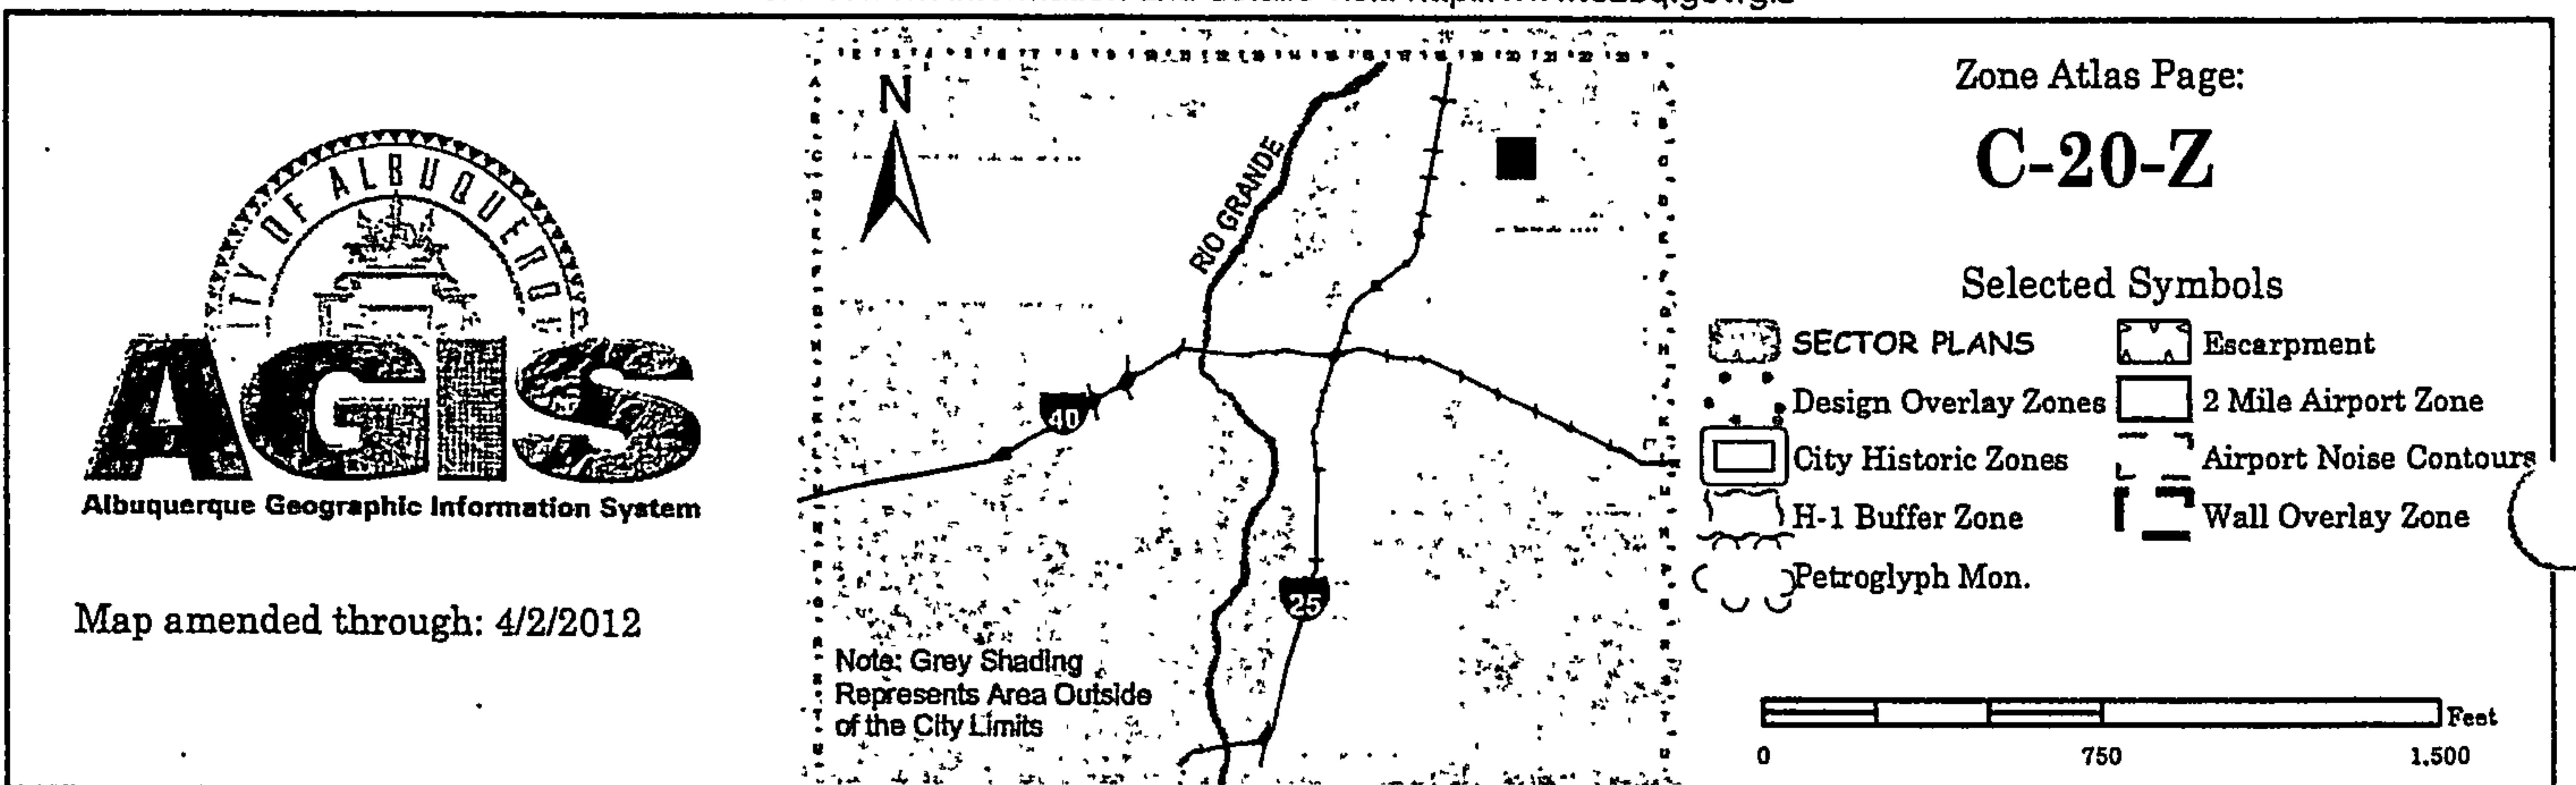 CITY OF ALBUQUERQUE
AGIS
Albuquerque Geographic Information System
Map amended through: 4/2/2012
N
RIO GRANDE
40
25
Note: Grey Shading
Represents Area Outside
of the City Limits
Zone Atlas Page:
C-20-Z
Selected Symbols
SECTOR PLANS
Escarpment
Design Overlay Zones
2 Mile Airport Zone
City Historic Zones
Airport Noise Contours
H-1 Buffer Zone
Wall Overlay Zone
Petroglyph Mon.
Feet
0 750 1,500